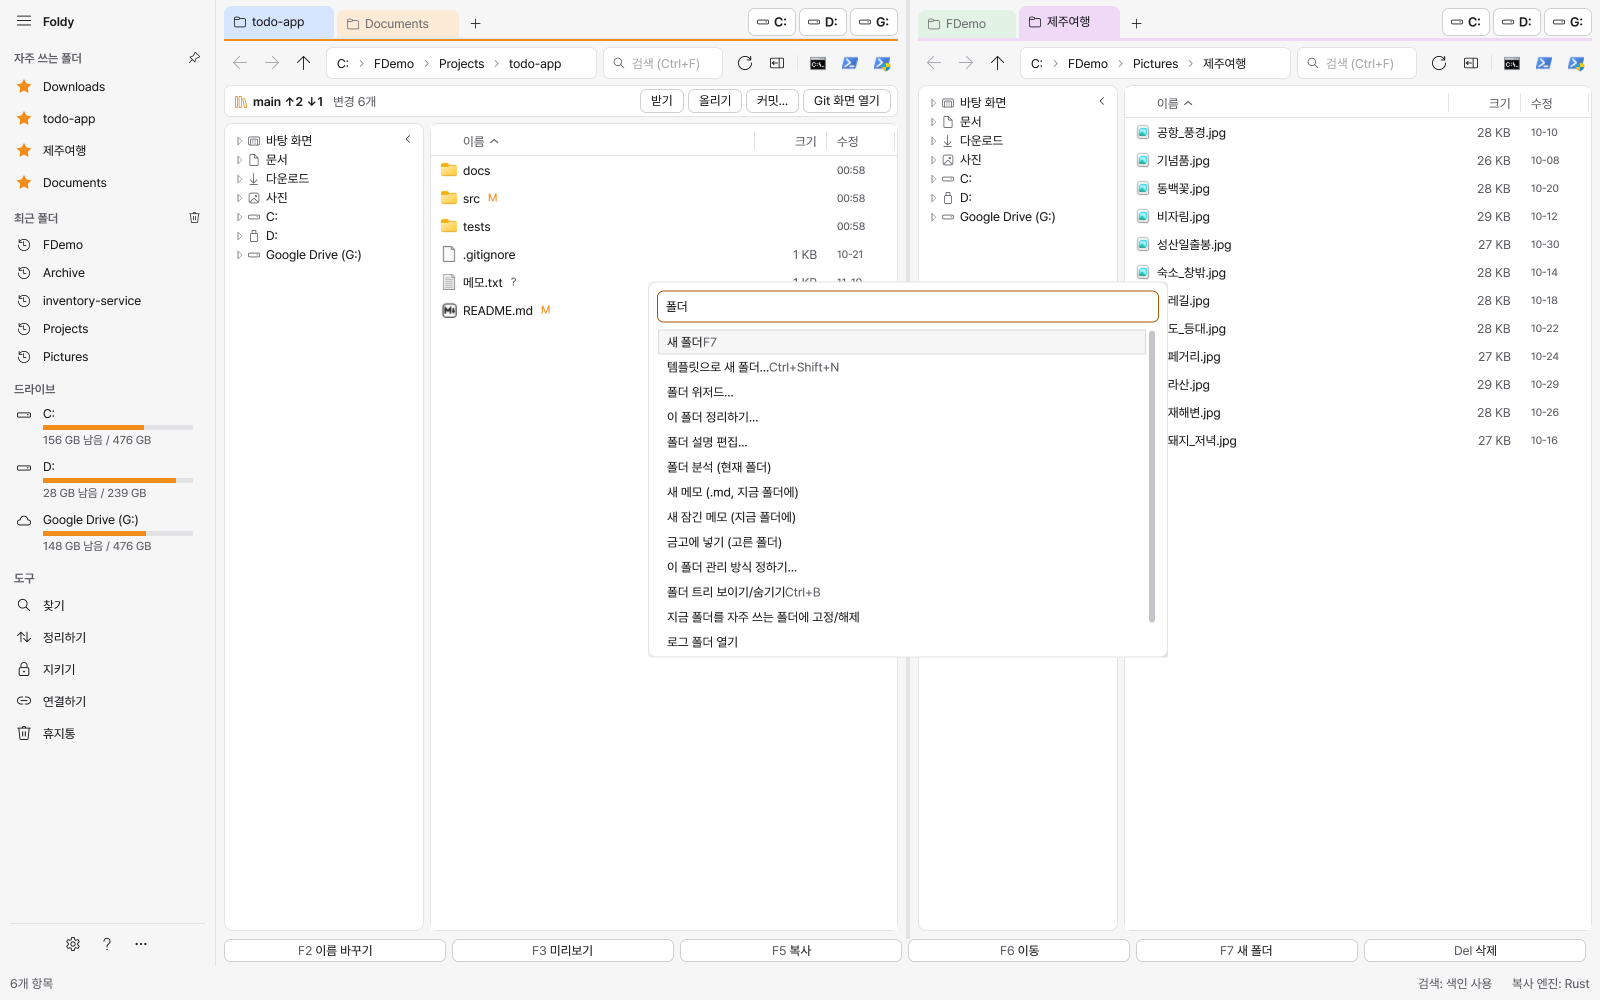 Foldy
자주 쓰는 폴더
Downloads
todo-app
제주여행
Documents
최근 폴더
FDemo
Archive
inventory-service
Projects
Pictures
드라이브
C:
156 GB 남음 / 476 GB
D:
28 GB 남음 / 239 GB
Google Drive (G:)
148 GB 남음 / 476 GB
도구
찾기
정리하기
지키기
연결하기
휴지통
todo-app
Documents
C:
D:
G:
C: FDemo Projects todo-app
검색 (Ctrl+F)
main ↑2 ↓1 변경 6개
받기
올리기
커밋...
Git 화면 열기
바탕 화면
문서
다운로드
사진
C:
D:
Google Drive (G:)
이름 크기 수정
docs 00:58
src M 00:58
tests 00:58
.gitignore 1 KB 10-21
메모.txt ?
README.md M
폴더
새 폴더F7
템플릿으로 새 폴더...Ctrl+Shift+N
폴더 위저드...
이 폴더 정리하기...
폴더 설명 편집...
폴더 분석 (현재 폴더)
새 메모 (.md, 지금 폴더에)
새 잠긴 메모 (지금 폴더에)
금고에 넣기 (고른 폴더)
이 폴더 관리 방식 정하기...
폴더 트리 보이기/숨기기Ctrl+B
지금 폴더를 자주 쓰는 폴더에 고정/해제
로그 폴더 열기
FDemo
제주여행
C:
D:
G:
C: FDemo Pictures 제주여행
검색 (Ctrl+F)
바탕 화면
문서
다운로드
사진
C:
D:
Google Drive (G:)
이름 크기 수정
공항_풍경.jpg 28 KB 10-10
기념품.jpg 26 KB 10-08
동백꽃.jpg 28 KB 10-20
비자림.jpg 29 KB 10-12
성산일출봉.jpg 27 KB 10-30
숙소_창밖.jpg 28 KB 10-14
레길.jpg 28 KB 10-18
도_등대.jpg 28 KB 10-22
페거리.jpg 27 KB 10-24
라산.jpg 29 KB 10-29
재해변.jpg 28 KB 10-26
돼지_저녁.jpg 27 KB 10-16
F2 이름 바꾸기
F3 미리보기
F5 복사
F6 이동
F7 새 폴더
Del 삭제
6개 항목
검색: 색인 사용
복사 엔진: Rust